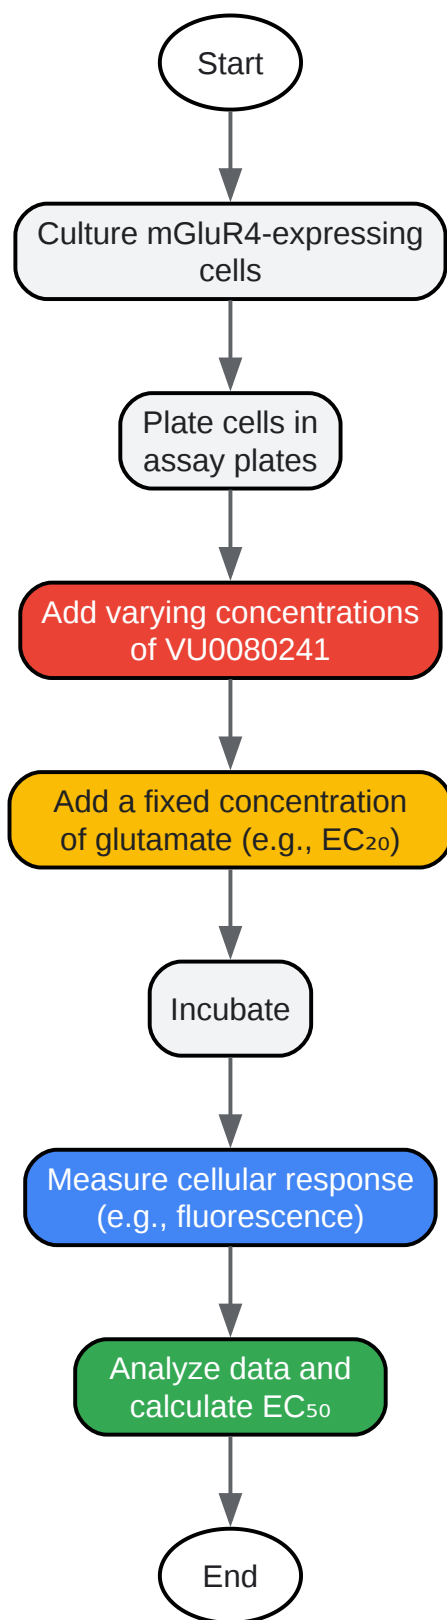 Start
Culture mGluR4-expressing
cells
Plate cells in
assay plates
Add varying concentrations
of VU0080241
Add a fixed concentration
of glutamate (e.g., EC₂₀)
Incubate
Measure cellular response
(e.g., fluorescence)
Analyze data and
calculate EC₅₀
End